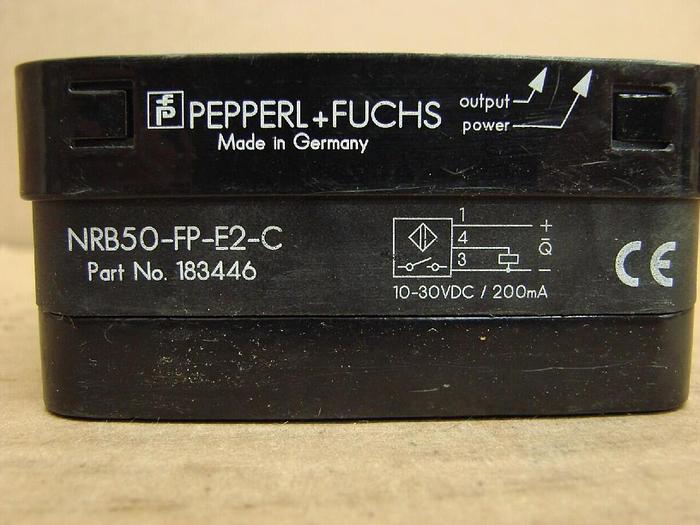 PEPPERL+FUCHS
Made in Germany
output
power
NRB50-FP-E2-C
Part No. 183446
1
4
3
+
Q̅
-
10-30VDC / 200mA
CE